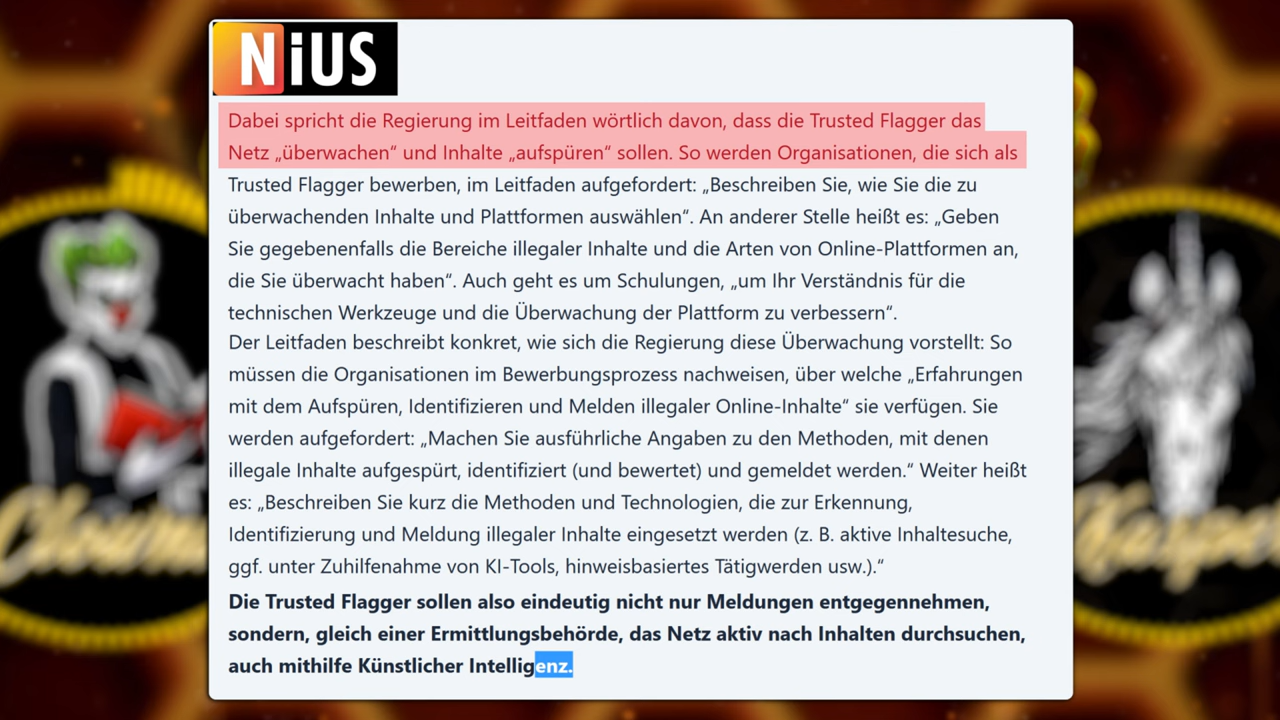 NiUS
Dabei spricht die Regierung im Leitfaden wörtlich davon, dass die Trusted Flagger das
Netz „überwachen“ und Inhalte „aufspüren“ sollen. So werden Organisationen, die sich als
Trusted Flagger bewerben, im Leitfaden aufgefordert: „Beschreiben Sie, wie Sie die zu
überwachenden Inhalte und Plattformen auswählen“. An anderer Stelle heißt es: „Geben
Sie gegebenenfalls die Bereiche illegaler Inhalte und die Arten von Online-Plattformen an,
die Sie überwacht haben“. Auch geht es um Schulungen, „um Ihr Verständnis für die
technischen Werkzeuge und die Überwachung der Plattform zu verbessern“.
Der Leitfaden beschreibt konkret, wie sich die Regierung diese Überwachung vorstellt: So
müssen die Organisationen im Bewerbungsprozess nachweisen, über welche „Erfahrungen
mit dem Aufspüren, Identifizieren und Melden illegaler Online-Inhalte“ sie verfügen. Sie
werden aufgefordert: „Machen Sie ausführliche Angaben zu den Methoden, mit denen
illegale Inhalte aufgespürt, identifiziert (und bewertet) und gemeldet werden.“ Weiter heißt
es: „Beschreiben Sie kurz die Methoden und Technologien, die zur Erkennung,
Identifizierung und Meldung illegaler Inhalte eingesetzt werden (z. B. aktive Inhaltesuche,
ggf. unter Zuhilfenahme von KI-Tools, hinweisbasiertes Tätigwerden usw.).“
Die Trusted Flagger sollen also eindeutig nicht nur Meldungen entgegennehmen,
sondern, gleich einer Ermittlungsbehörde, das Netz aktiv nach Inhalten durchsuchen,
auch mithilfe Künstlicher Intelligenz.